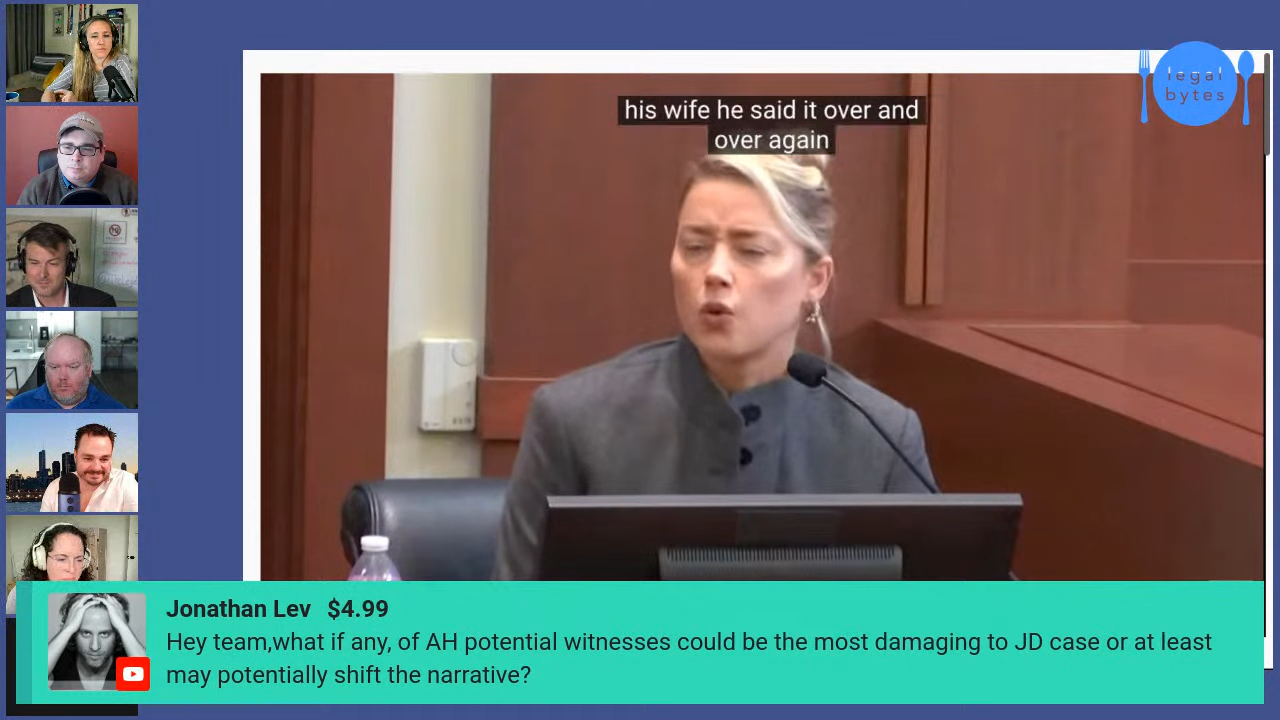 his wife he said it over and
over again
legal
bytes
Jonathan Lev $4.99
Hey team,what if any, of AH potential witnesses could be the most damaging to JD case or at least
may potentially shift the narrative?